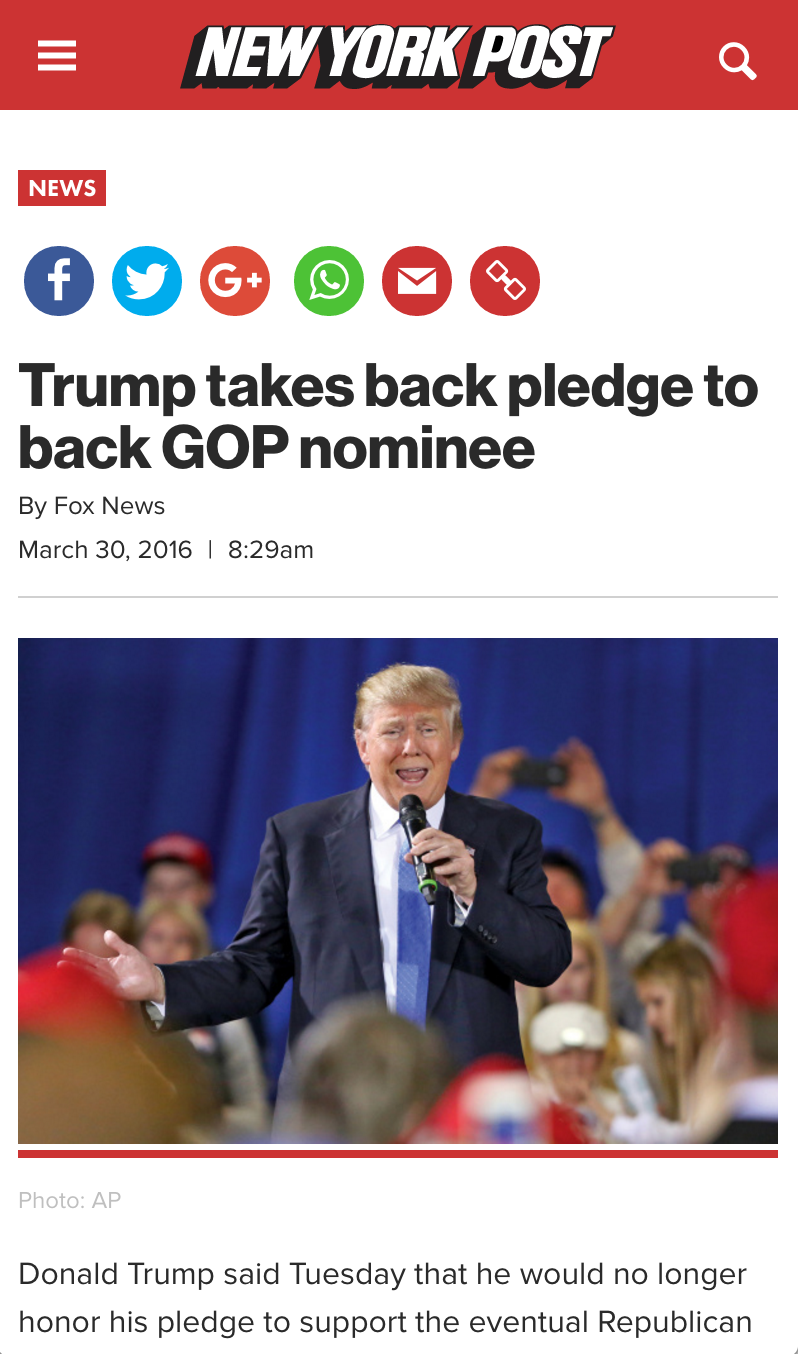 NEW YORK POST
NEWS
Trump takes back pledge to
back GOP nominee
By Fox News
March 30, 2016 | 8:29am
Photo: AP
Donald Trump said Tuesday that he would no longer
honor his pledge to support the eventual Republican